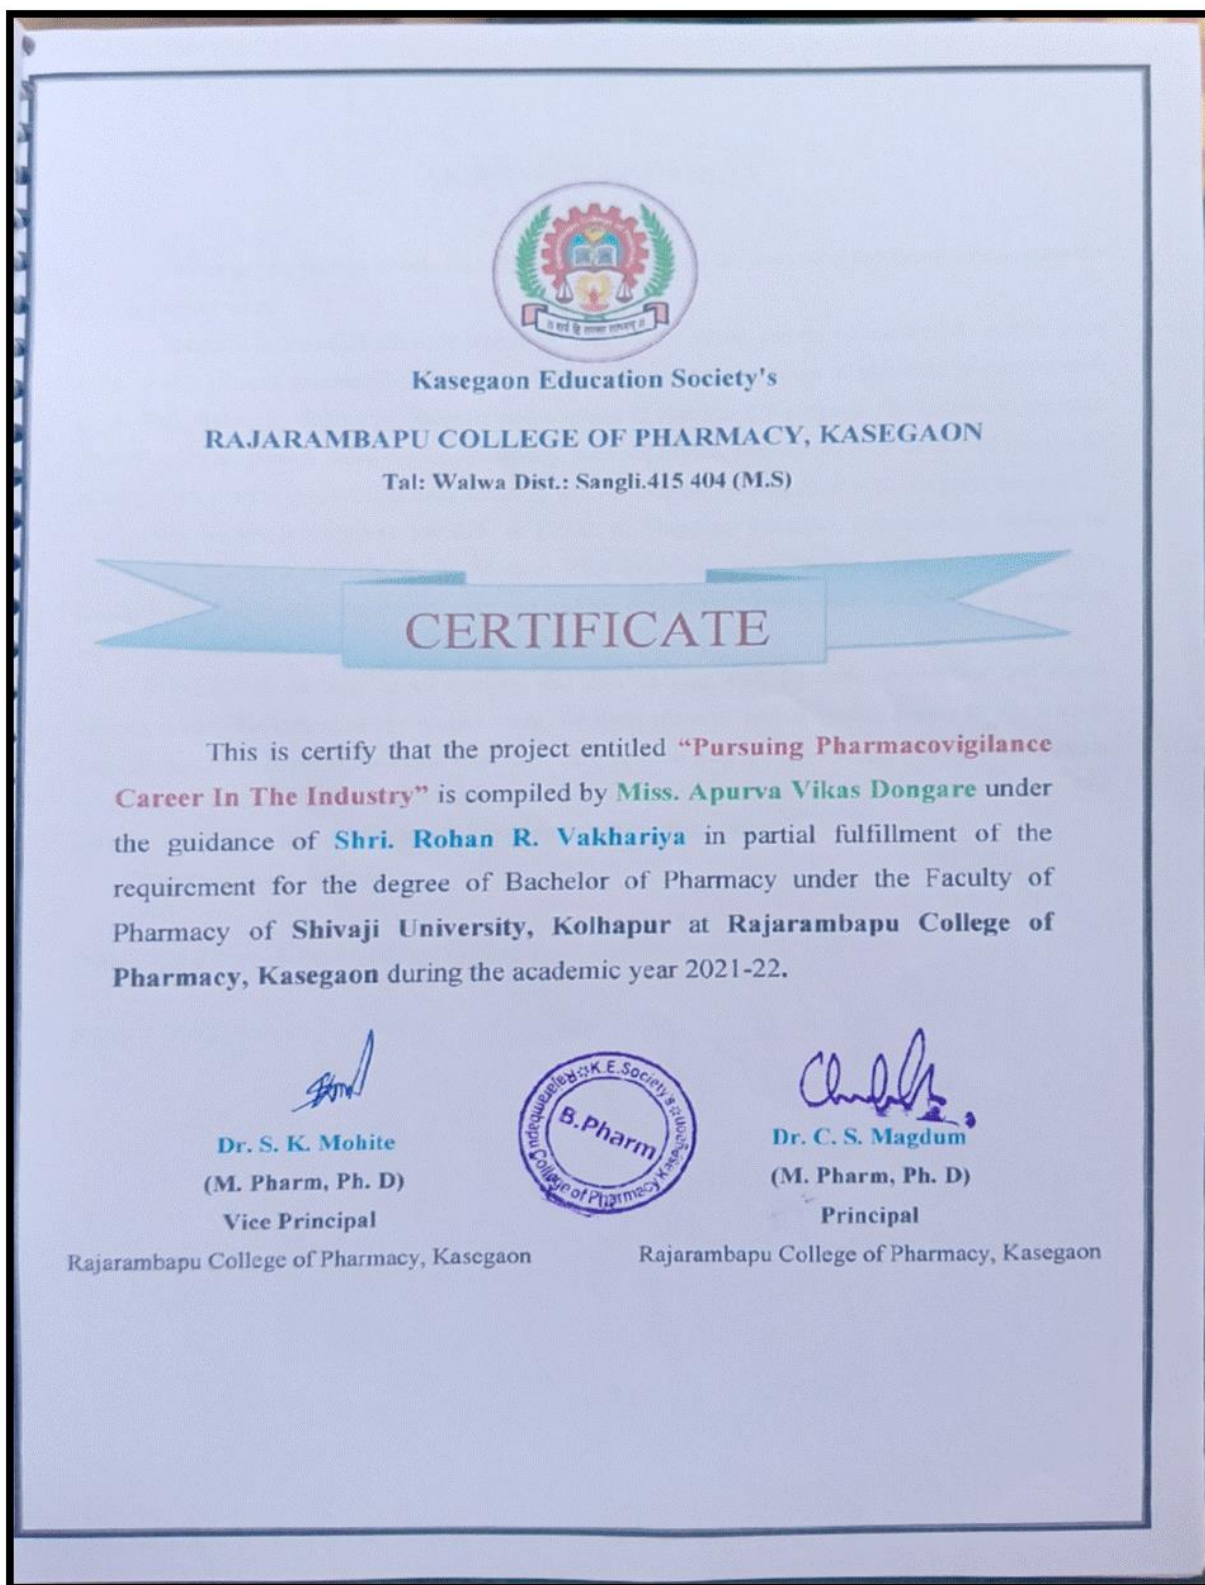 Kasegaon Education Society's
RAJARAMBAPU COLLEGE OF PHARMACY, KASEGAON
Tal: Walwa Dist.: Sangli.415 404 (M.S)
CERTIFICATE
This is certify that the project entitled “Pursuing Pharmacovigilance
Career In The Industry” is compiled by Miss. Apurva Vikas Dongare under
the guidance of Shri. Rohan R. Vakhariya in partial fulfillment of the
requirement for the degree of Bachelor of Pharmacy under the Faculty of
Pharmacy of Shivaji University, Kolhapur at Rajarambapu College of
Pharmacy, Kasegaon during the academic year 2021-22.
K.E.Society's
Rajarambapu College of Pharmacy Kasegaon
B.Pharm
Dr. S. K. Mohite
(M. Pharm, Ph. D)
Vice Principal
Rajarambapu College of Pharmacy, Kasegaon
Dr. C. S. Magdum
(M. Pharm, Ph. D)
Principal
Rajarambapu College of Pharmacy, Kasegaon